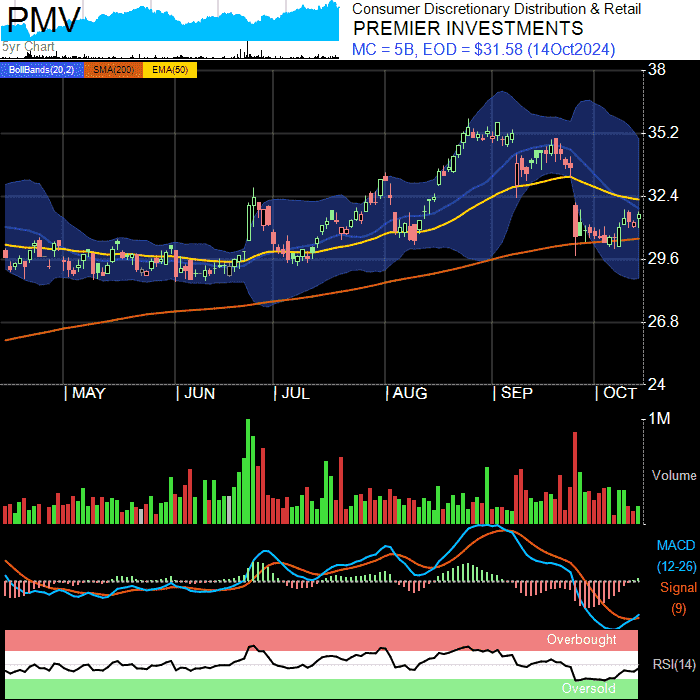 PMV
5yr Chart
Consumer Discretionary Distribution & Retail
PREMIER INVESTMENTS
MC = 5B, EOD = $31.58 (14Oct2024)
BollBands(20,2) SMA(200) EMA(50)
38
35.2
32.4
29.6
26.8
24
MAY JUN JUL AUG SEP OCT
1M
Volume
MACD
(12-26)
Signal
(9)
Overbought
RSI(14)
Oversold